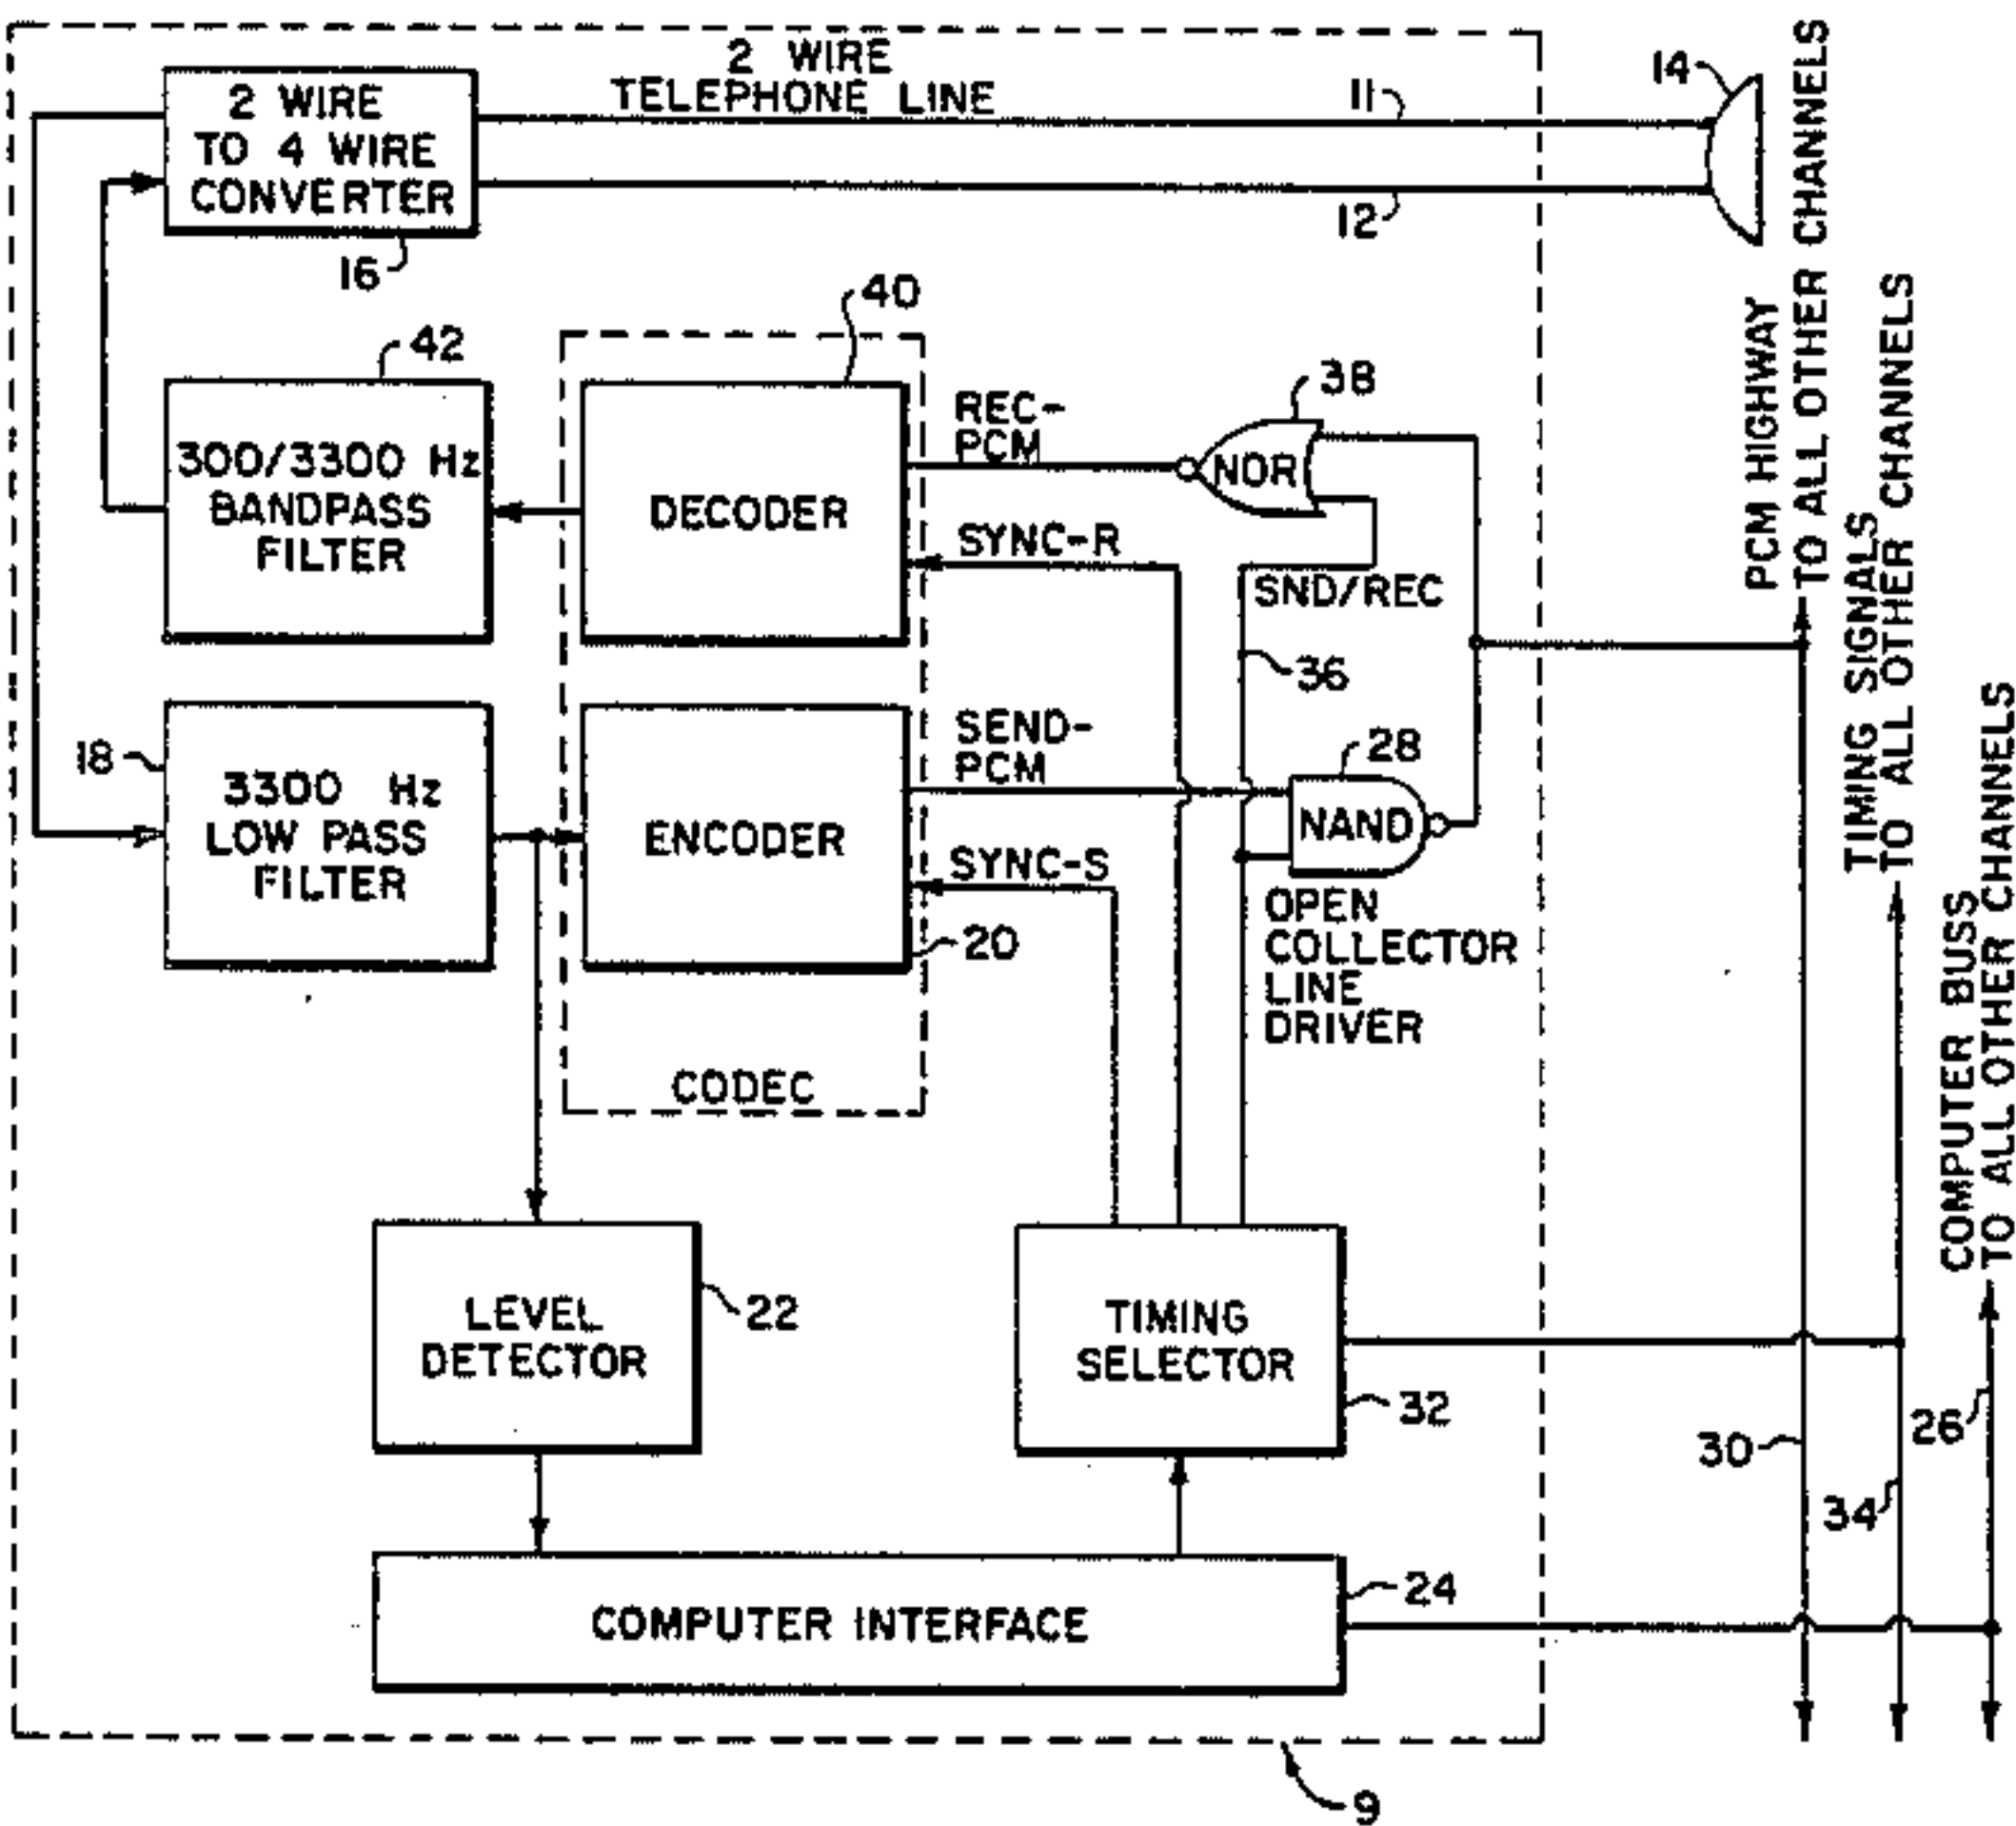 2 WIRE
TELEPHONE LINE
2 WIRE
TO 4 WIRE
CONVERTER
11
12
14
16
42
40
38
300/3300 Hz
BANDPASS
FILTER
DECODER
REC-
PCM
NOR
SYNC-R
SND/REC
36
18
3300 Hz
LOW PASS
FILTER
ENCODER
SEND-
PCM
28
NAND
SYNC-S
20
OPEN
COLLECTOR
LINE
DRIVER
CODEC
LEVEL
DETECTOR
22
TIMING
SELECTOR
32
COMPUTER INTERFACE
24
PCM HIGHWAY
TO ALL OTHER CHANNELS
TIMING SIGNALS
TO ALL OTHER CHANNELS
COMPUTER BUSS
TO ALL OTHER CHANNELS
30
34
26
9